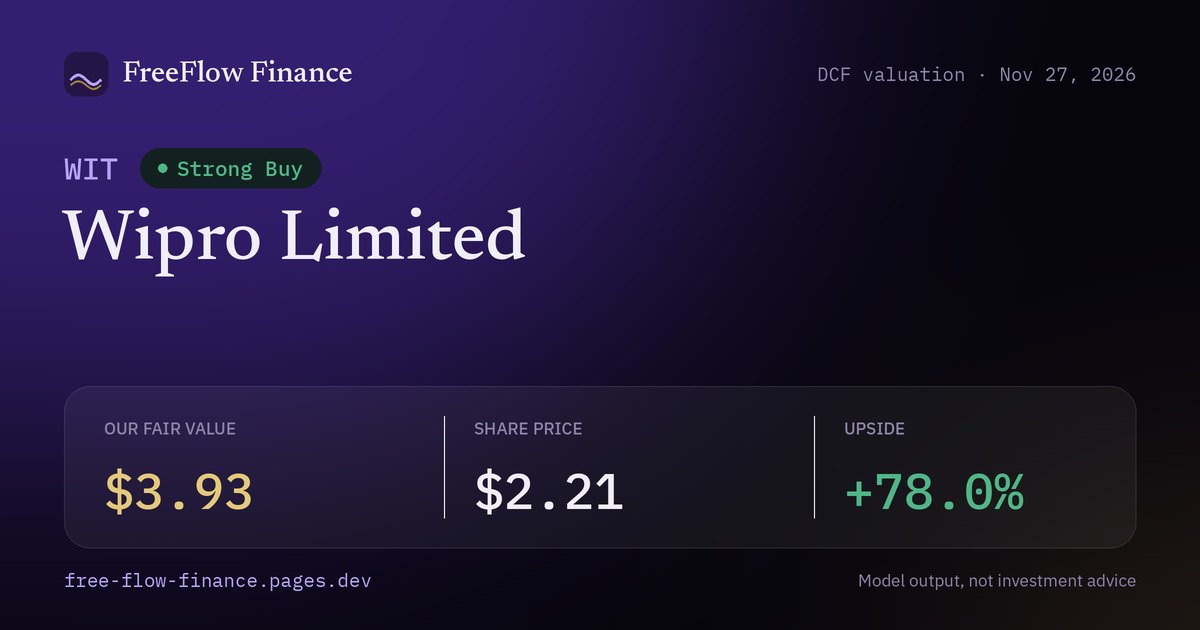 FreeFlow Finance
DCF valuation · Nov 27, 2026
WIT
Strong Buy
Wipro Limited
OUR FAIR VALUE
$3.93
SHARE PRICE
$2.21
UPSIDE
+78.0%
free-flow-finance.pages.dev
Model output, not investment advice